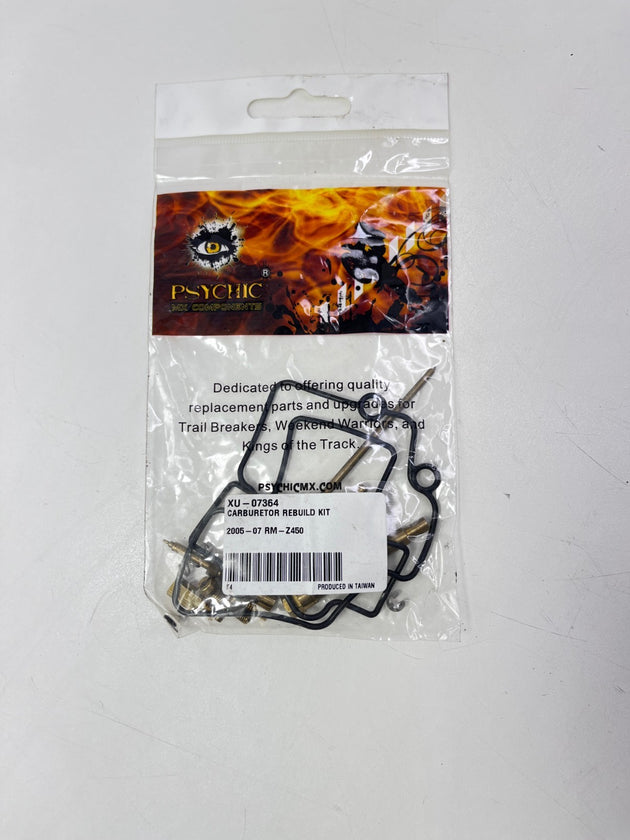 PSYCHIC ®
MX COMPONENTS
Dedicated to offering quality
replacement parts and upgrades for
Trail Breakers, Weekend Warriors, and
Kings of the Track.
PSYCHICMX.COM
XU-07364
CARBURETOR REBUILD KIT
2005-07 RM-Z450
PRODUCED IN TAIWAN